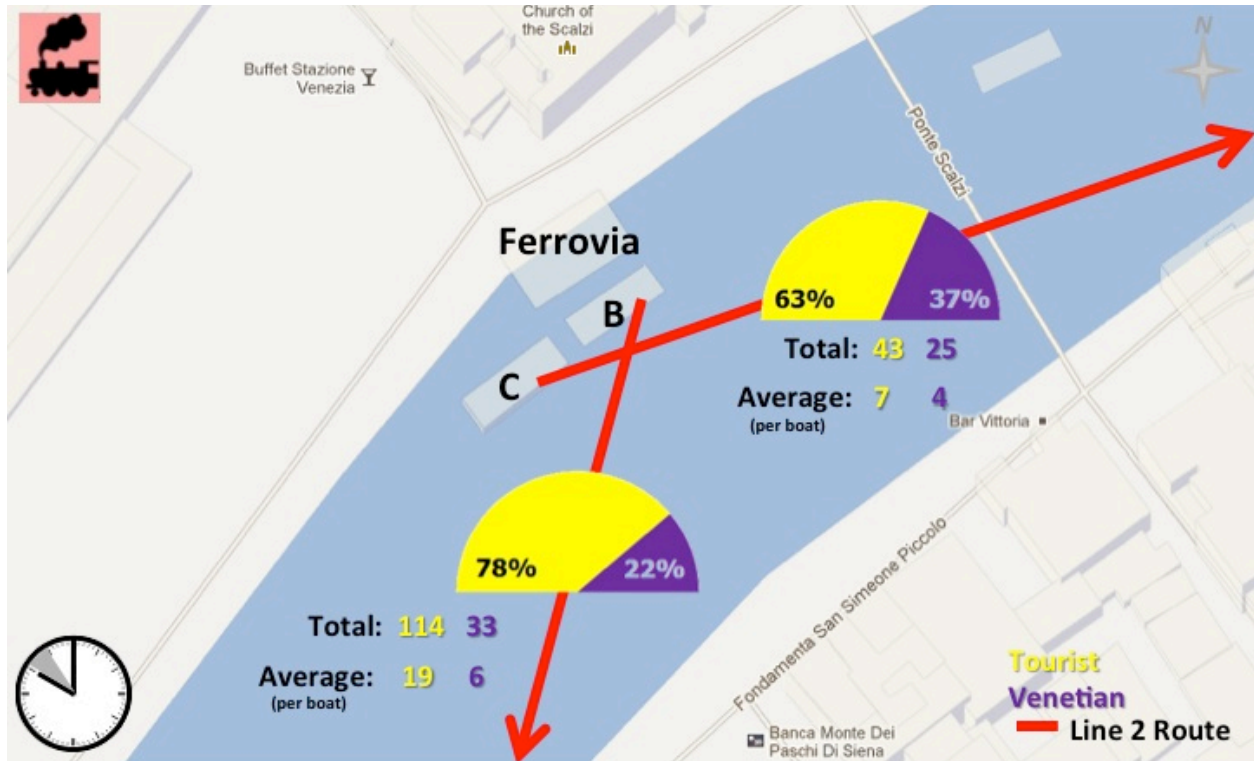 Church of
the Scalzi
N
Buffet Stazione
Venezia
Ponte Scalzi
Ferrovia
B
C
63% 37%
Total: 43 25
Average: 7 4
(per boat)
Bar Vittoria
78% 22%
Total: 114 33
Average: 19 6
(per boat)
Fondamenta San Simeone Piccolo
Tourist
Venetian
Line 2 Route
Banca Monte Dei
Paschi Di Siena